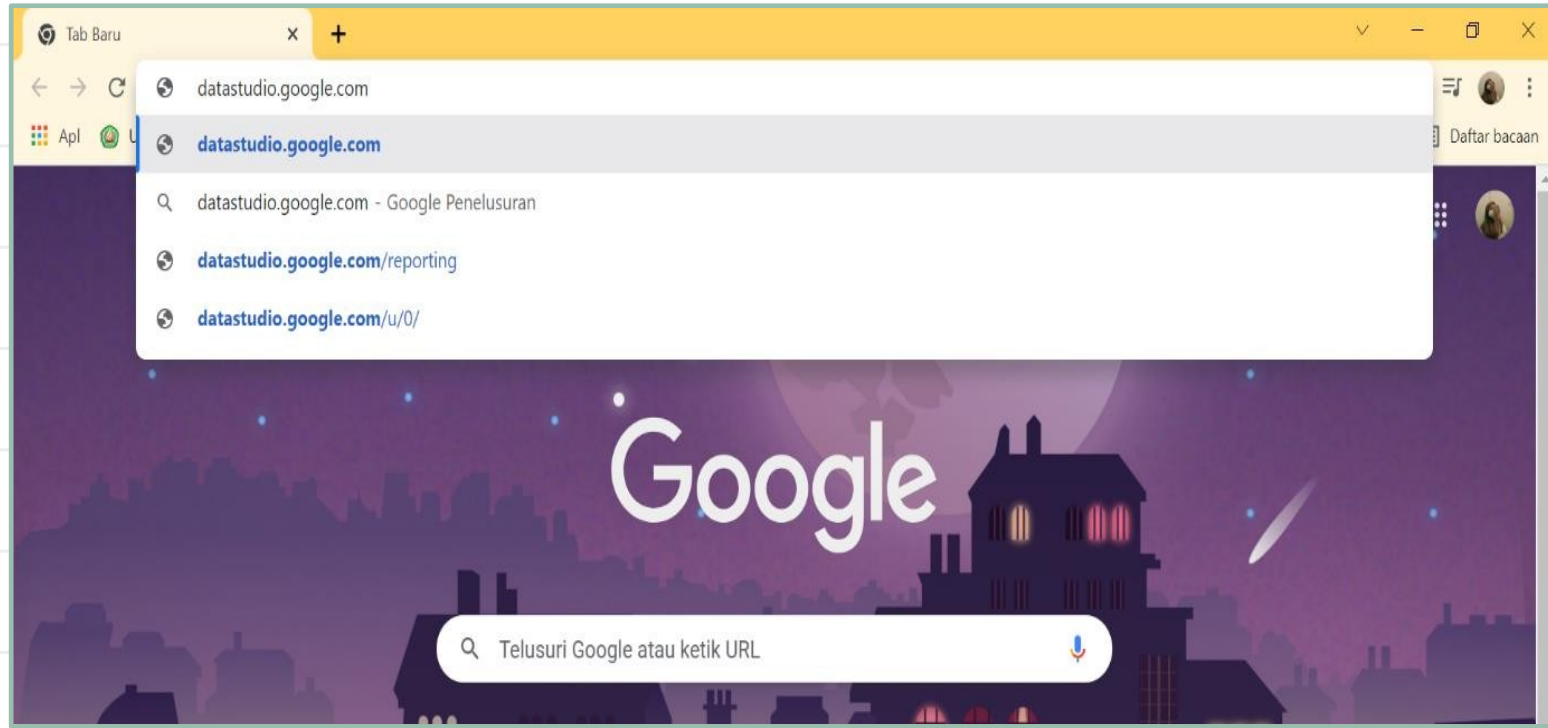 Tab Baru
datastudio.google.com
Apl
datastudio.google.com
Daftar bacaan
datastudio.google.com - Google Penelusuran
datastudio.google.com/reporting
datastudio.google.com/u/0/
Google
Telusuri Google atau ketik URL